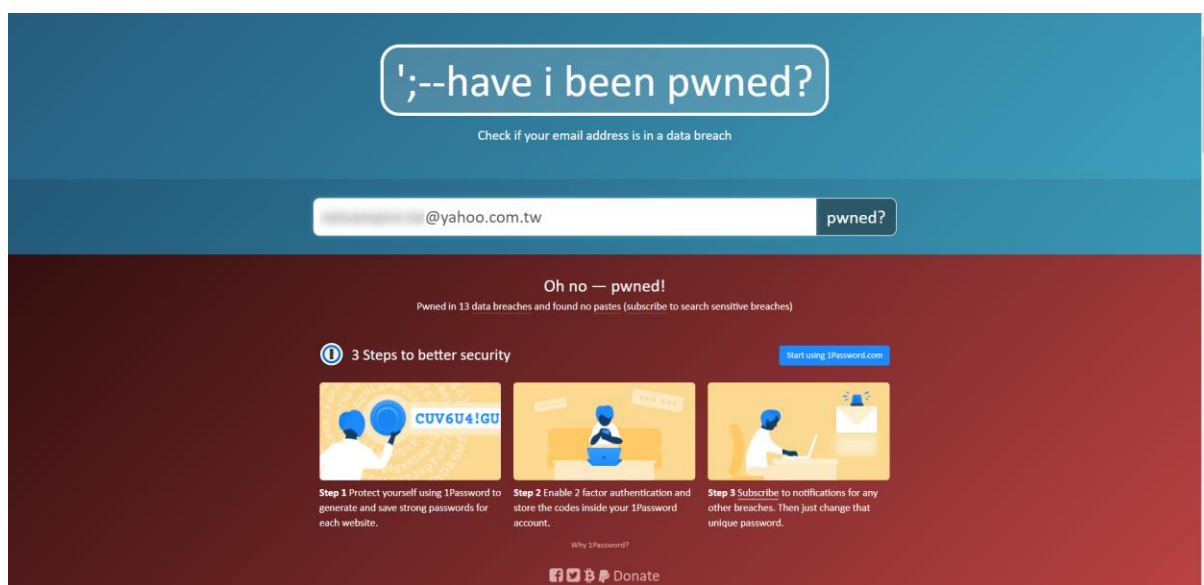 ';--have i been pwned?
Check if your email address is in a data breach
@yahoo.com.tw
pwned?
Oh no — pwned!
Pwned in 13 data breaches and found no pastes (subscribe to search sensitive breaches)
3 Steps to better security
Start using 1Password.com
CUV6U4!GU
Step 1 Protect yourself using 1Password to
generate and save strong passwords for
each website.
Step 2 Enable 2 factor authentication and
store the codes inside your 1Password
account.
Step 3 Subscribe to notifications for any
other breaches. Then just change that
unique password.
Why 1Password?
Donate